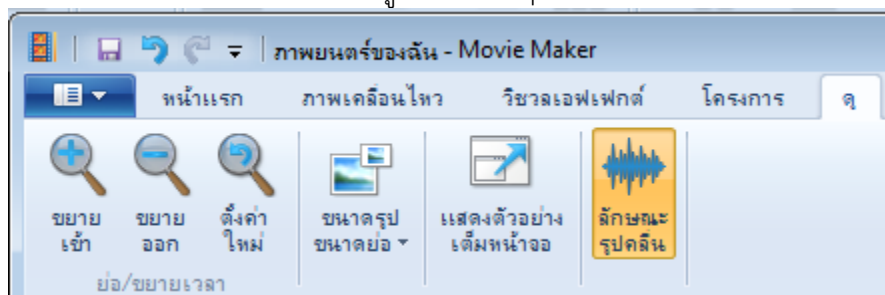 ภาพยนตร์ของฉัน - Movie Maker
หน้าแรก ภาพเคลื่อนไหว วิชวลเอฟเฟกต์ โครงการ ดู
ขยาย ขยาย ตั้งค่า ขนาดรูป แสดงตัวอย่าง ลักษณะ
เข้า ออก ใหม่ ขนาดย่อ เต็มหน้าจอ รูปคลื่น
ย่อ/ขยายเวลา